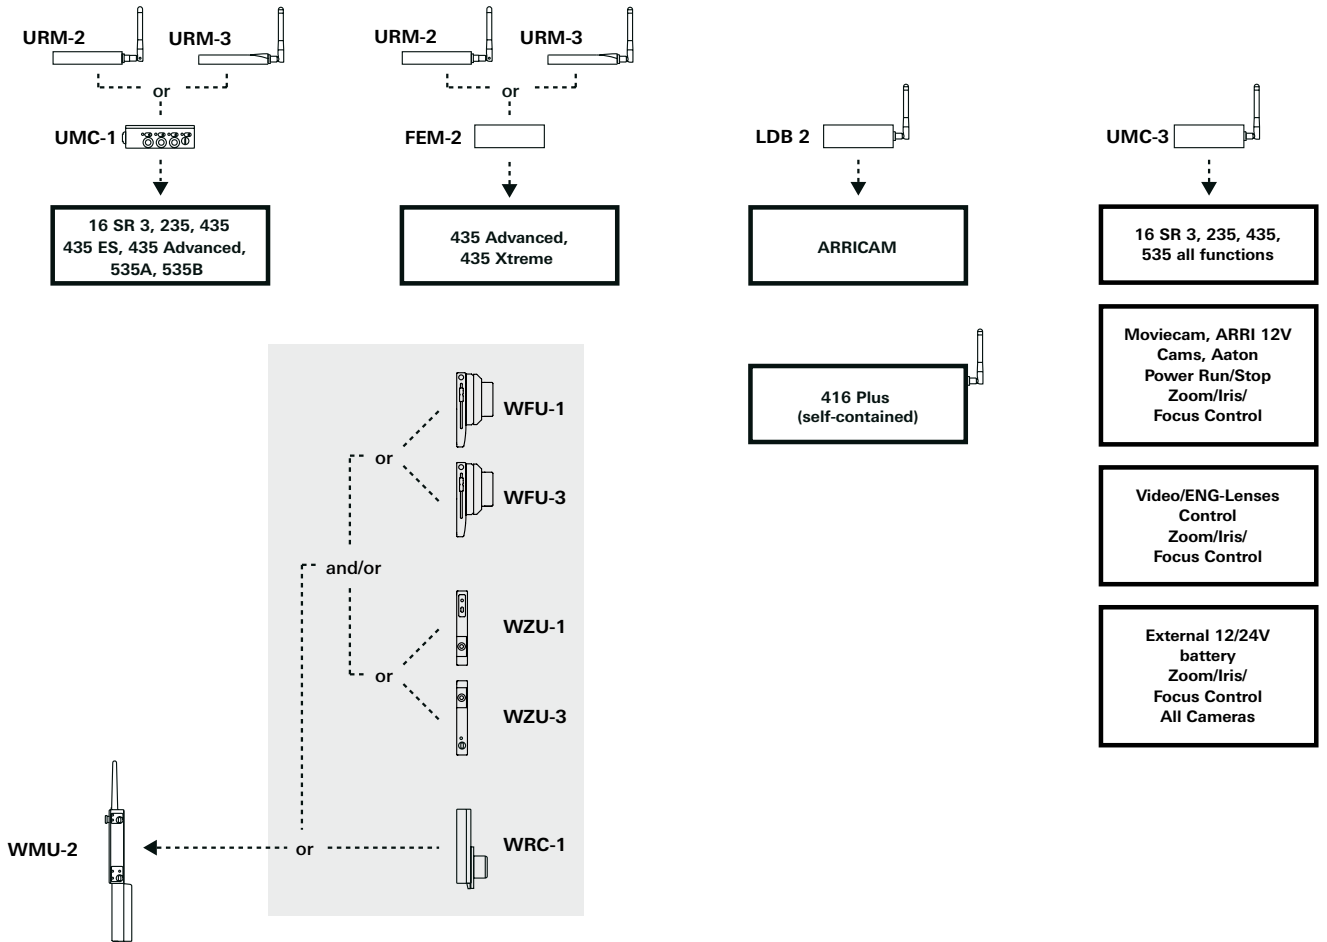 URM-2
URM-3
or
UMC-1
16 SR 3, 235, 435
435 ES, 435 Advanced,
535A, 535B
URM-2
URM-3
or
FEM-2
435 Advanced,
435 Xtreme
LDB 2
ARRICAM
416 Plus
(self-contained)
UMC-3
16 SR 3, 235, 435,
535 all functions
Moviecam, ARRI 12V
Cams, Aaton
Power Run/Stop
Zoom/Iris/
Focus Control
Video/ENG-Lenses
Control
Zoom/Iris/
Focus Control
External 12/24V
battery
Zoom/Iris/
Focus Control
All Cameras
WFU-1
or
WFU-3
and/or
WZU-1
or
WZU-3
WMU-2
or
WRC-1